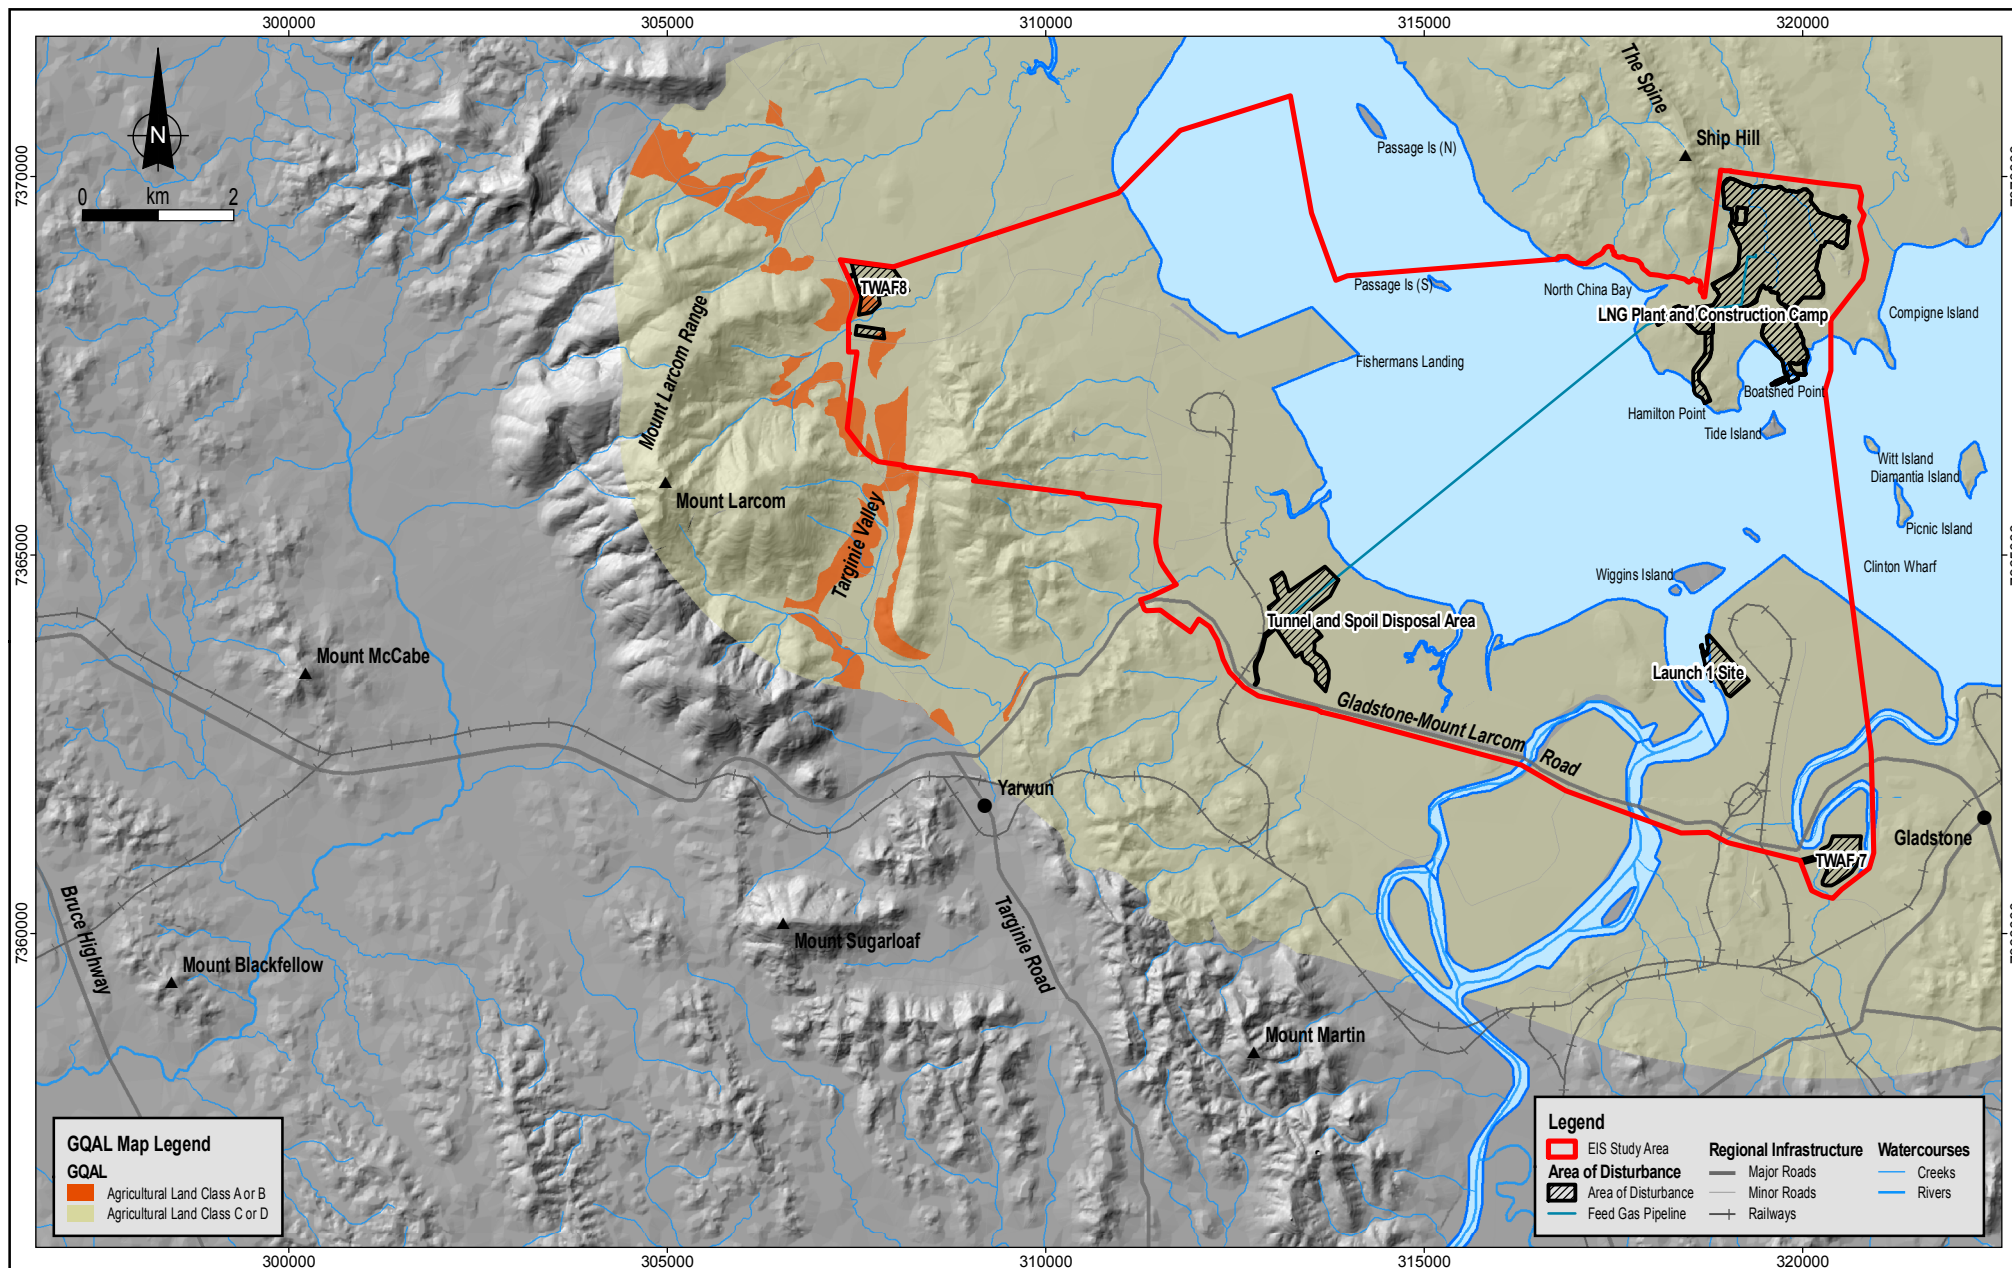 300000
305000
310000
315000
320000
The Spine
N
Passage Is (N)
Ship Hill
7370000
0
km
2
TWAF8
Passage Is (S)
North China Bay
LNG Plant and Construction Camp
Compigne Island
Mount Larcom Range
Fishermans Landing
Boatshed Point
Hamilton Point
Tide Island
Witt Island
Diamantia Island
Mount Larcom
Targinie Valley
Picnic Island
7365000
Clinton Wharf
Wiggins Island
Tunnel and Spoil Disposal Area
Mount McCabe
Launch 1 Site
Gladstone-Mount Larcom Road
Yarwun
Gladstone
TWAF 7
Bruce Highway
Targinie Road
Mount Sugarloaf
7360000
Mount Blackfellow
Mount Martin
GQAL Map Legend
GQAL
Agricultural Land Class A or B
Agricultural Land Class C or D
Legend
EIS Study Area
Area of Disturbance
Area of Disturbance
Feed Gas Pipeline
Regional Infrastructure
Major Roads
Minor Roads
Railways
Watercourses
Creeks
Rivers
300000
305000
310000
315000
320000